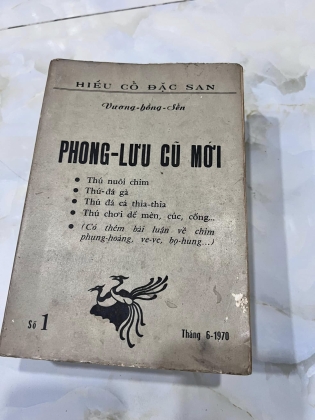 HIẾU CỔ ĐẶC SAN
Vương-hồng-Sển
PHONG-LƯU CŨ MỚI
• Thú nuôi chim
• Thú-đá gà
• Thú đá cá thia-thia
• Thú chơi dế mèn, cúc, cống...
• (Có thêm bài luận về chim
phụng-hoàng, ve-ve, bọ-hung...)
Số 1
Tháng 6-1970